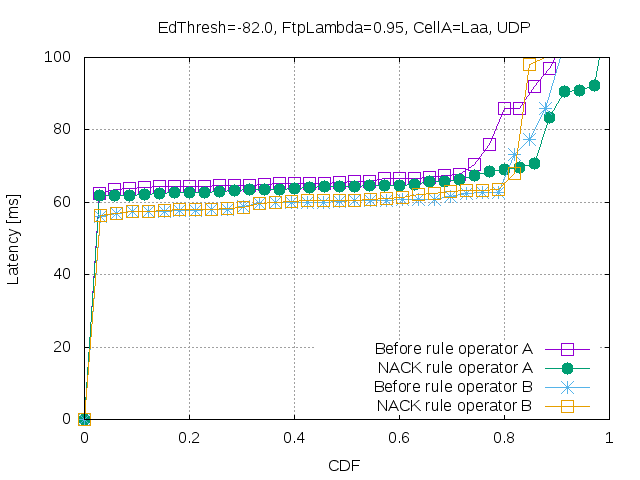 EdThresh=-82.0, FtpLambda=0.95, CellA=Laa, UDP
100
80
60
40
20
0
Latency [ms]
Before rule operator A
NACK rule operator A
Before rule operator B
NACK rule operator B
0 0.2 0.4 0.6 0.8 1
CDF